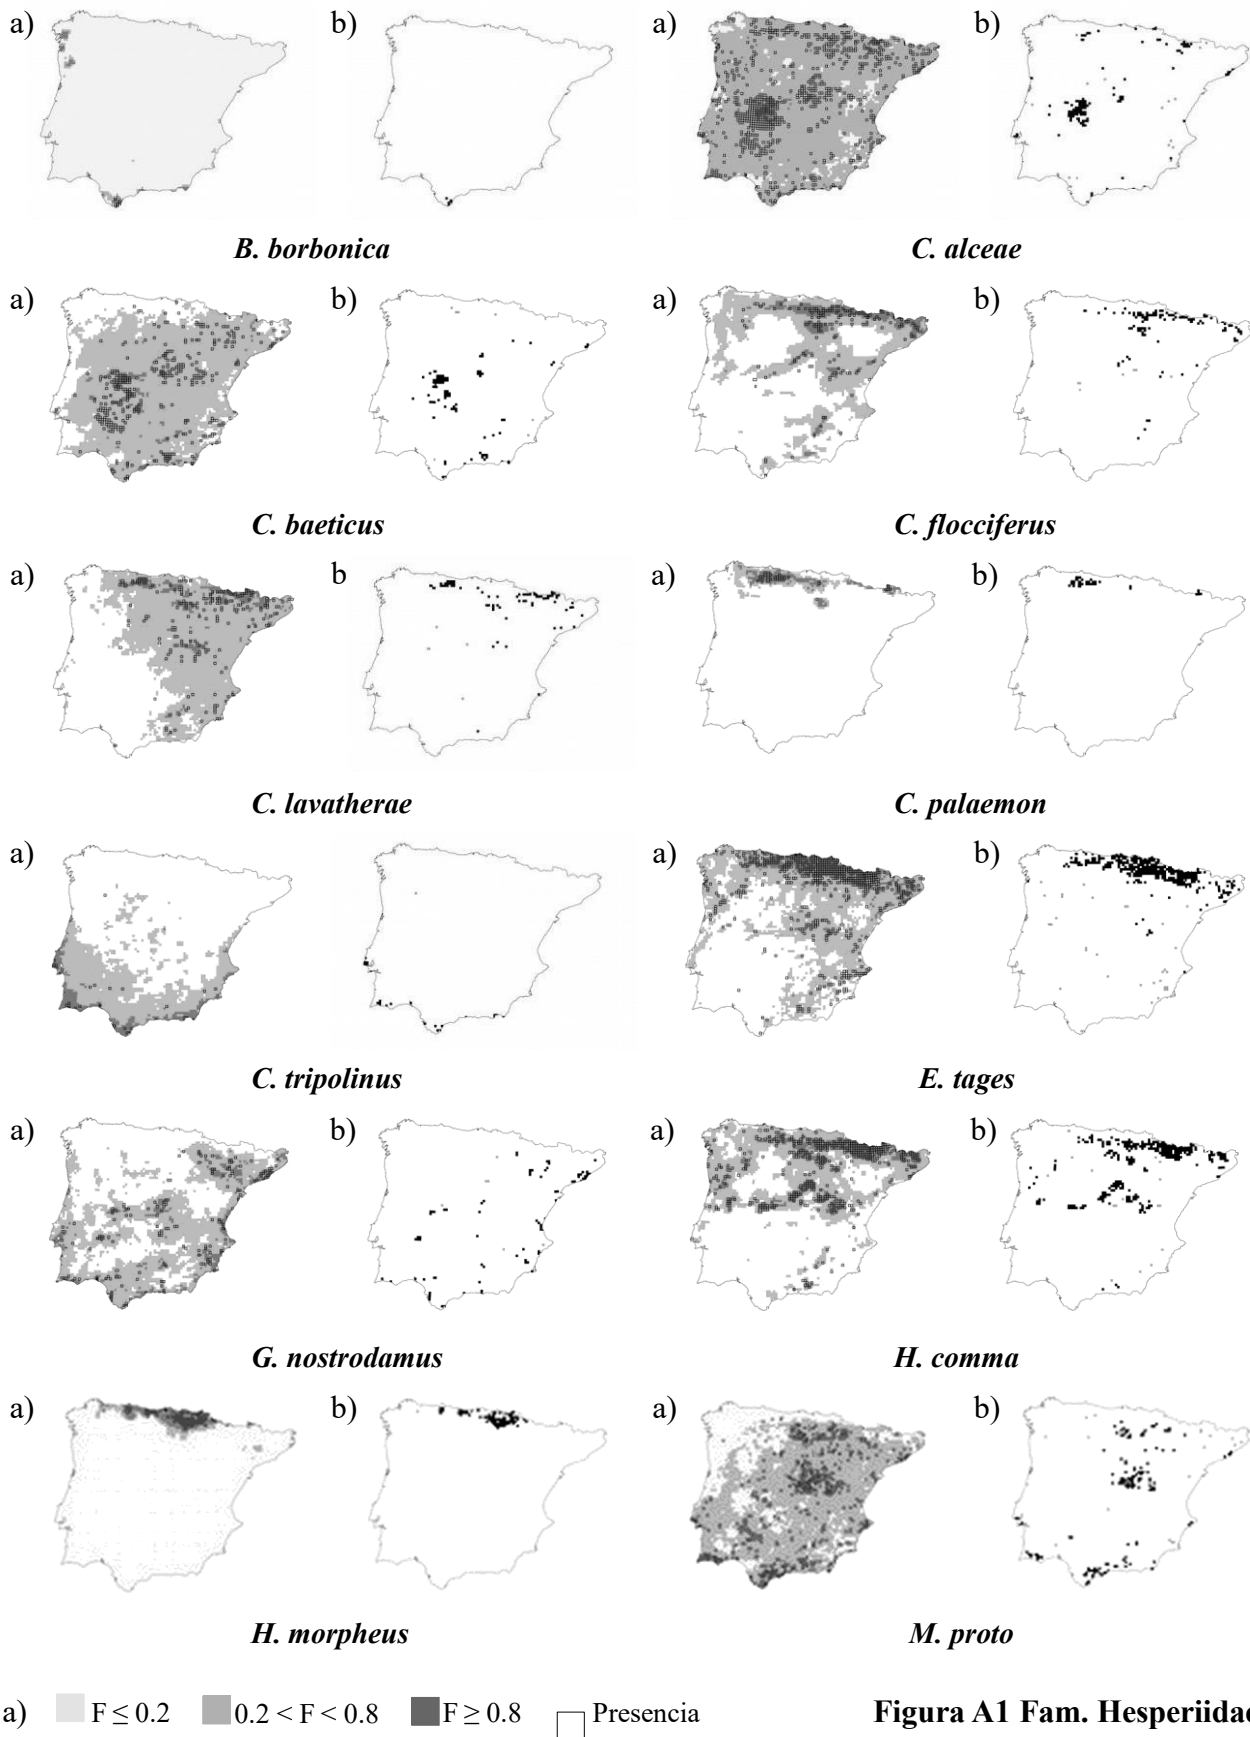 a) b) a) b)
B. borbonica C. alceae
a) b) a) b)
C. baeticus C. flocciferus
a) b a) b)
C. lavatherae C. palaemon
a) a) b)
C. tripolinus E. tages
a) b) a) b)
G. nostrodamus H. comma
a) b) a) b)
H. morpheus M. proto
a) F ≤ 0.2 0.2 < F < 0.8 F ≥ 0.8 Presencia Figura A1 Fam. Hesperiidae